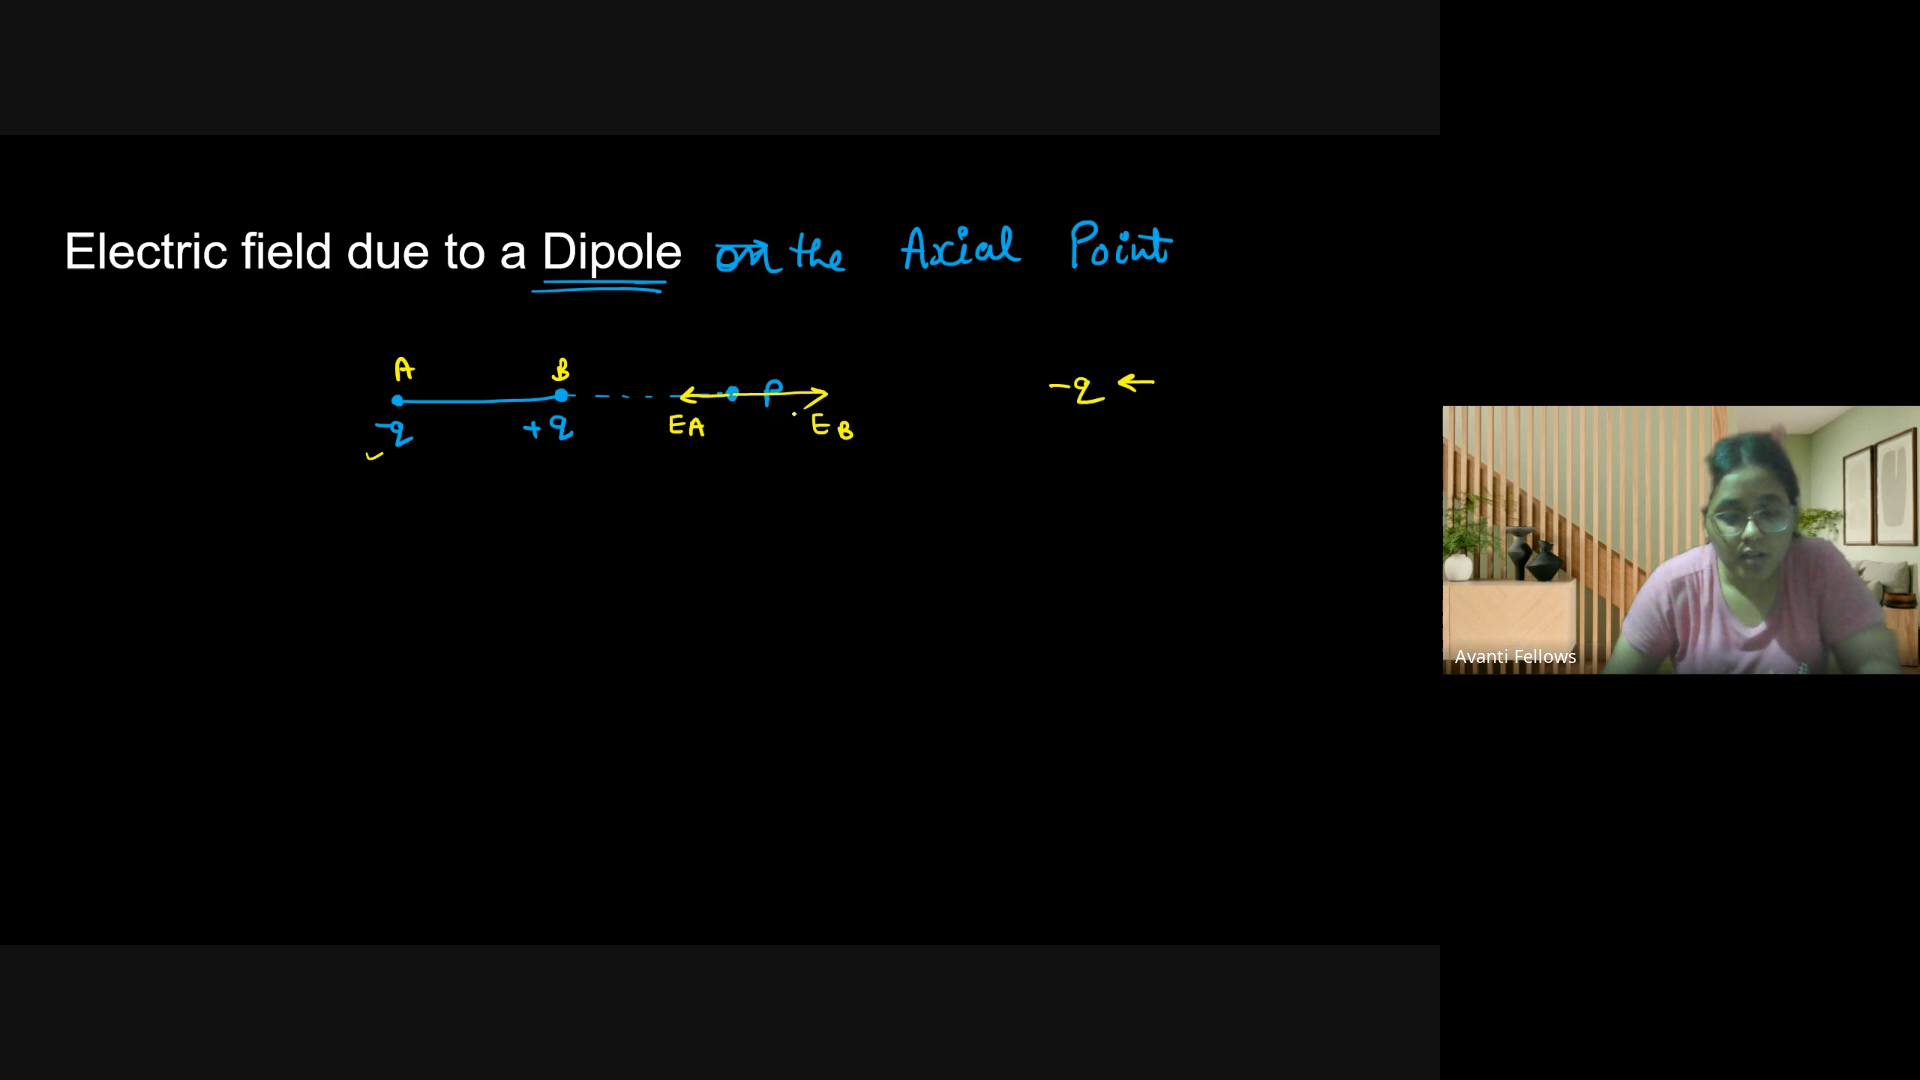 Electric field due to a Dipole on the Axial Point
A B P -q ←
-q +q EA EB
Avanti Fellows